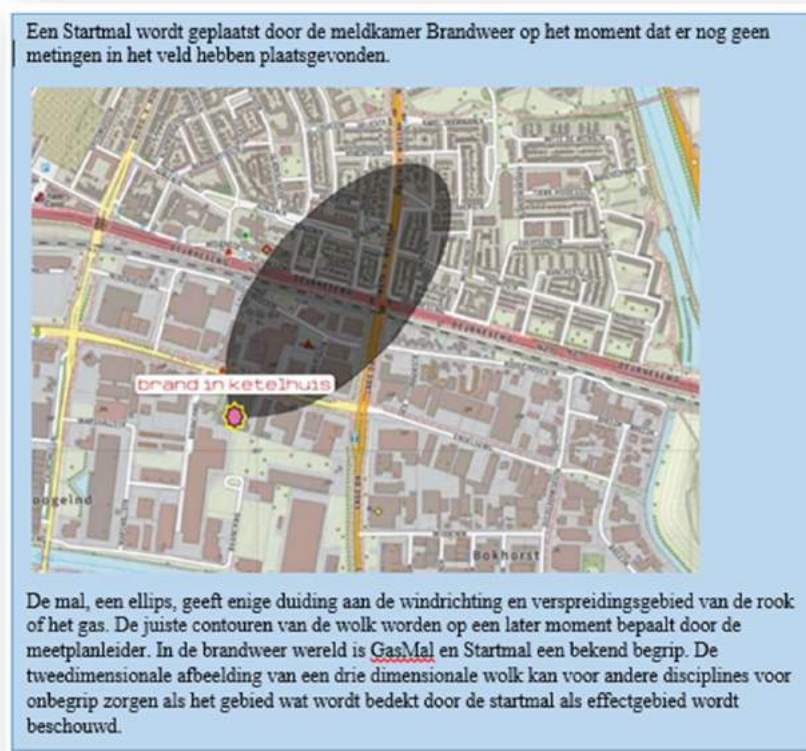 Een Startmal wordt geplaatst door de meldkamer Brandweer op het moment dat er nog geen
metingen in het veld hebben plaatsgevonden.
DEURNESEWG
DEURNESEWG
brand in ketelhuis
Bokhorst
De mal, een ellips, geeft enige duiding aan de windrichting en verspreidingsgebied van de rook
of het gas. De juiste contouren van de wolk worden op een later moment bepaalt door de
meetplanleider. In de brandweer wereld is GasMal en Startmal een bekend begrip. De
tweedimensionale afbeelding van een drie dimensionale wolk kan voor andere disciplines voor
onbegrip zorgen als het gebied wat wordt bedekt door de startmal als effectgebied wordt
beschouwd.